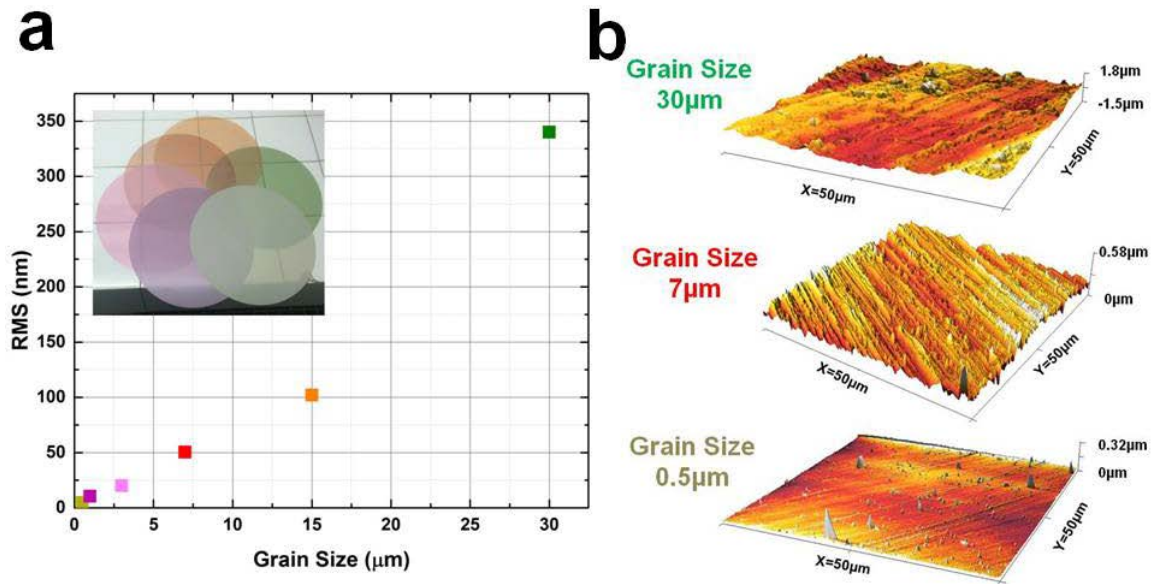 a
350
300
250
200
150
100
50
0
RMS (nm)
0 5 10 15 20 25 30
Grain Size (μm)
b
Grain Size
30μm
1.8μm
-1.5μm
Y=50μm
X=50μm
Grain Size
7μm
0.58μm
0μm
Y=50μm
X=50μm
Grain Size
0.5μm
0.32μm
0μm
Y=50μm
X=50μm